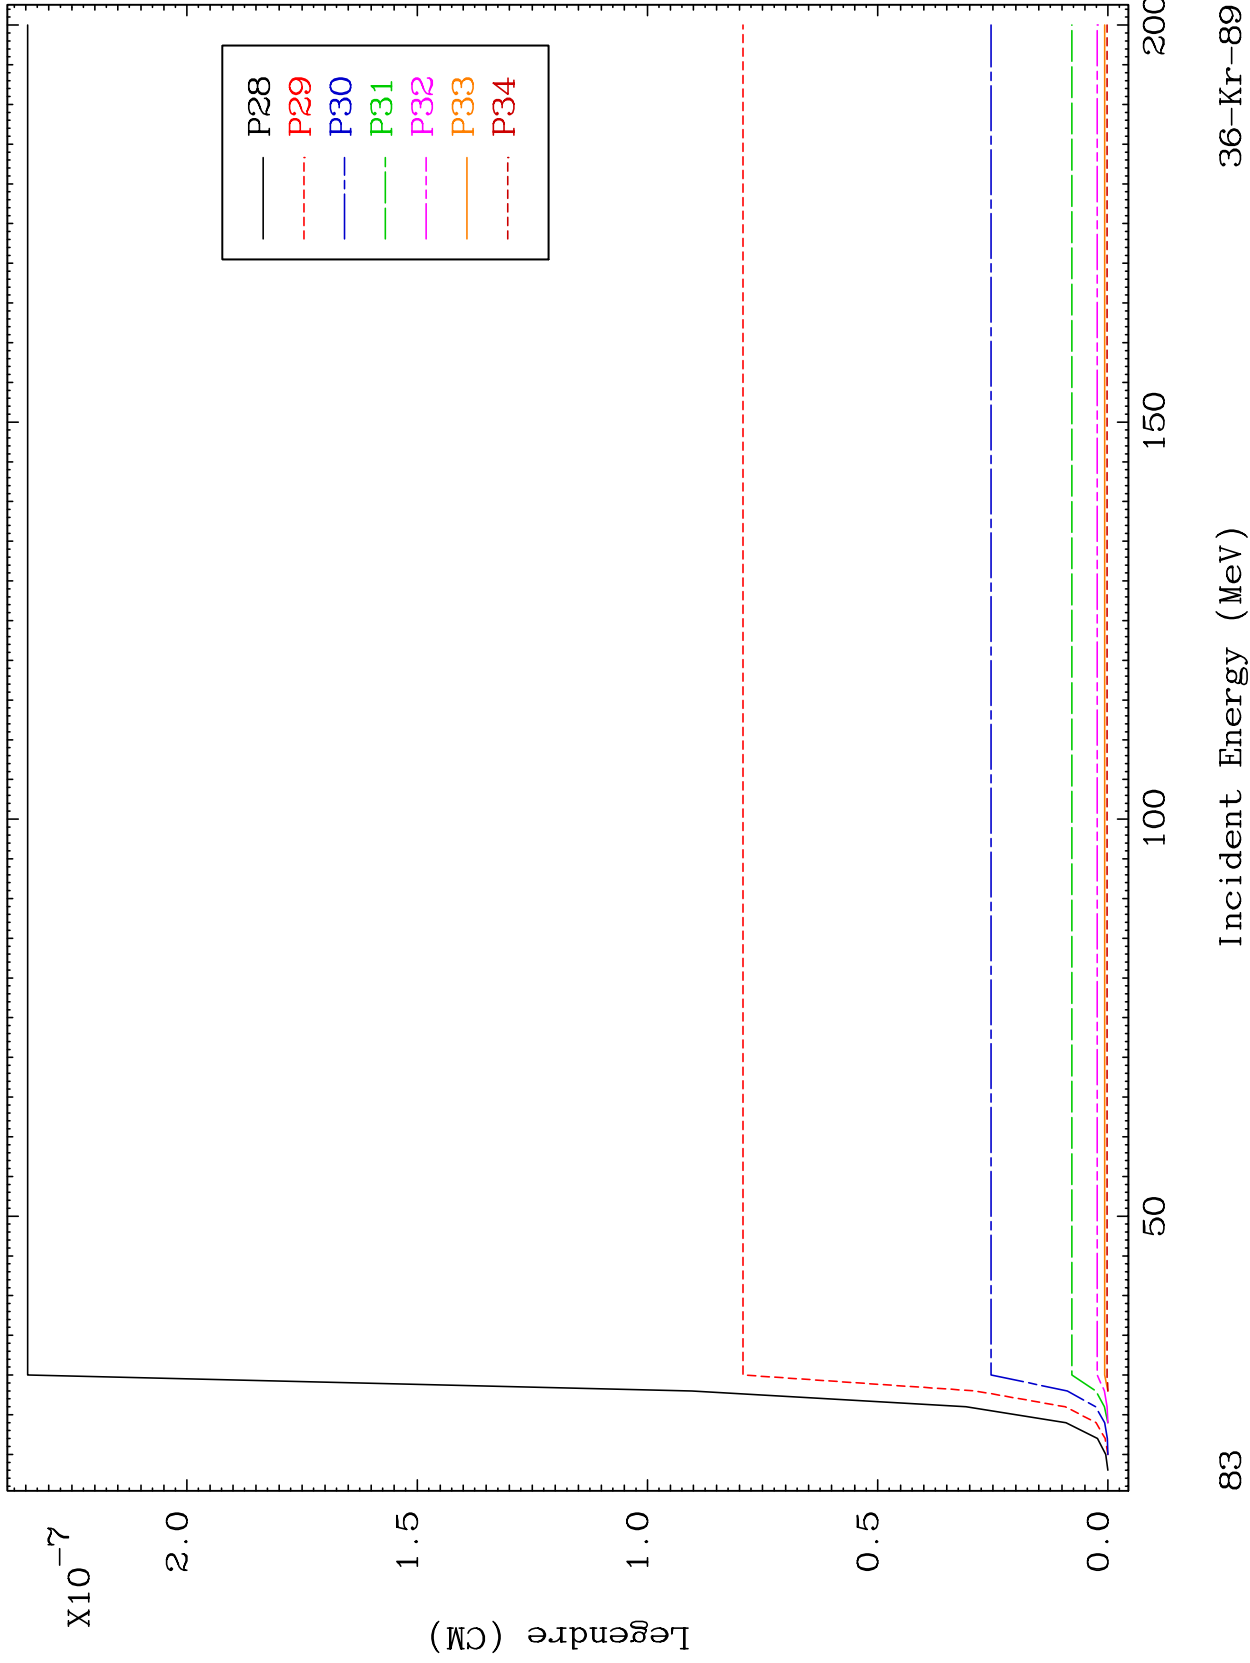 X10-7
2.0
1.5
1.0
0.5
0.0
Legendre (CM)
P28
P29
P30
P31
P32
P33
P34
50
100
150
200
83
Incident Energy (MeV)
36-Kr-89